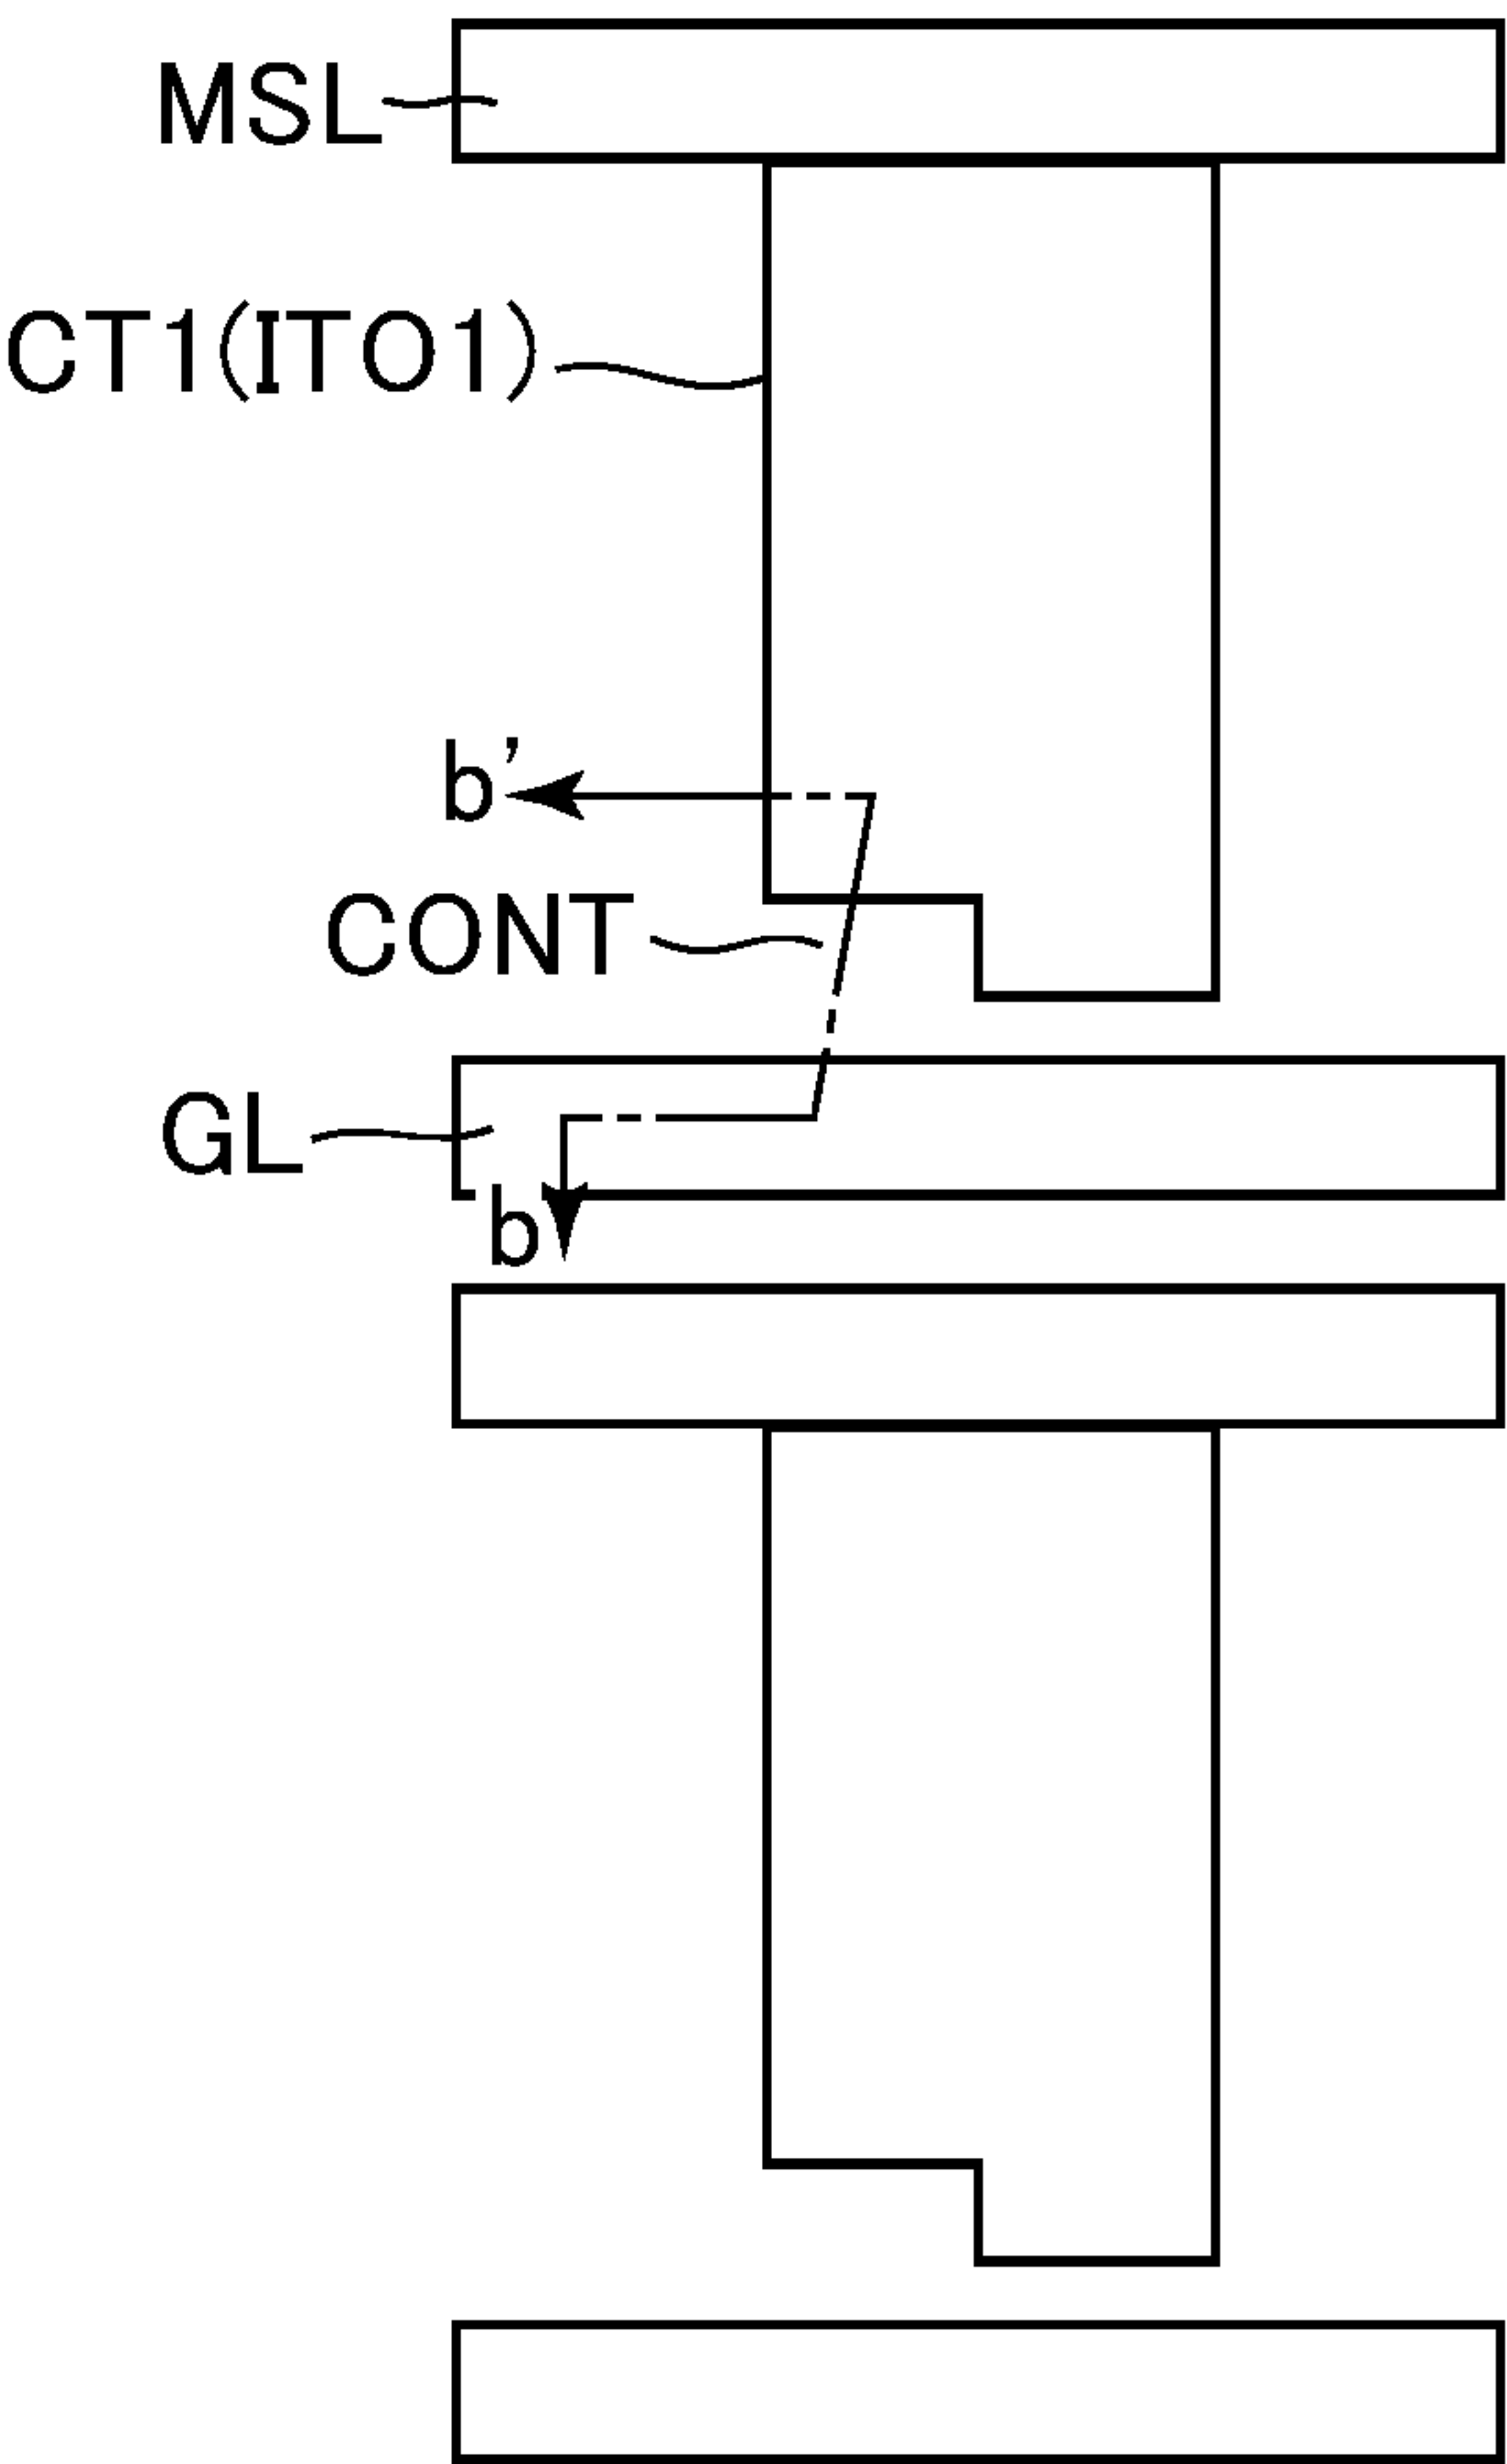 MSL
CT1(ITO1)
b’
CONT
GL
b